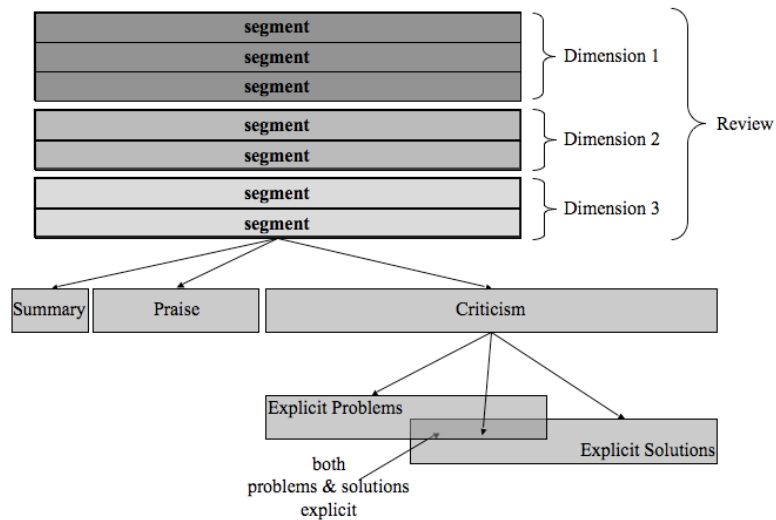 segment
segment
segment
Dimension 1
segment
segment
Dimension 2
segment
segment
Dimension 3
Review
Summary
Praise
Criticism
Explicit Problems
Explicit Solutions
both
problems & solutions
explicit